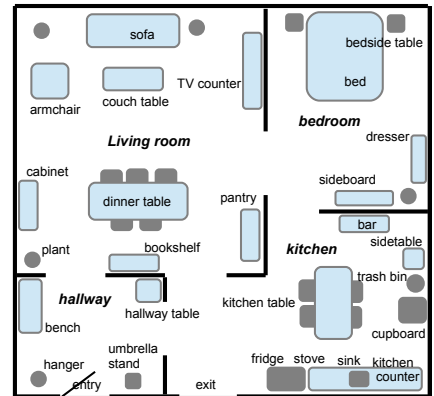 sofa
bedside table
TV counter
bed
couch table
armchair
bedroom
Living room
dresser
cabinet
sideboard
dinner table
pantry
bar
sidetable
plant
bookshelf
kitchen
trash bin
hallway
kitchen table
hallway table
bench
cupboard
umbrella
stand
fridge stove sink kitchen
counter
hanger
entry
exit